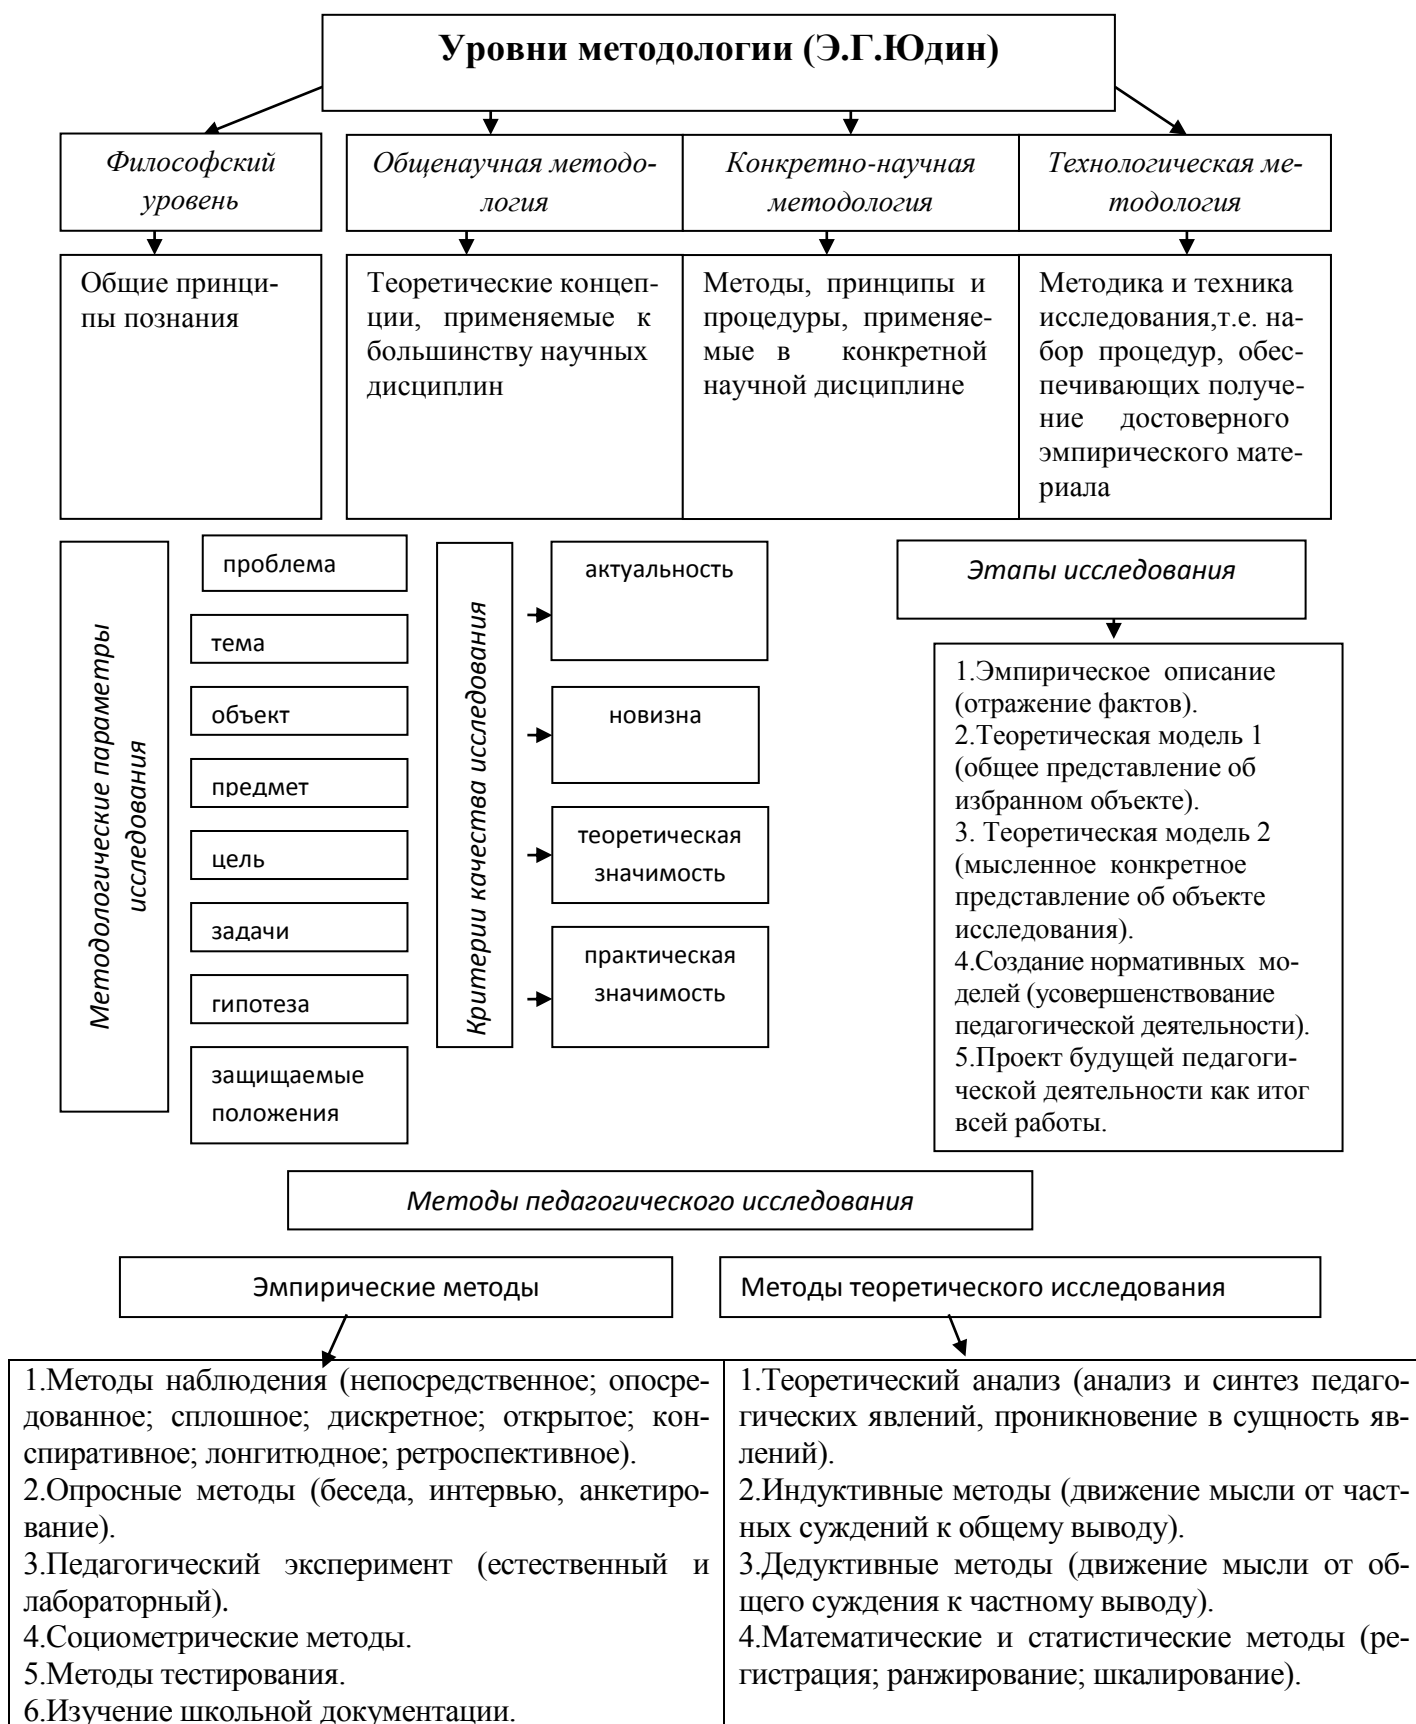 Уровни методологии (Э.Г.Юдин)
Философский
уровень
Общенаучная методо-
логия
Конкретно-научная
методология
Технологическая ме-
тодология
Общие принци-
пы познания
Теоретические концеп-
ции, применяемые к
большинству научных
дисциплин
Методы, принципы и
процедуры, применяе-
мые в конкретной
научной дисциплине
Методика и техника
исследования,т.е. на-
бор процедур, обес-
печивающих получе-
ние достоверного
эмпирического мате-
риала
Методологические параметры
исследования
проблема
тема
объект
предмет
цель
задачи
гипотеза
защищаемые
положения
Критерии качества исследования
актуальность
новизна
теоретическая
значимость
практическая
значимость
Этапы исследования
1.Эмпирическое описание
(отражение фактов).
2.Теоретическая модель 1
(общее представление об
избранном объекте).
3. Теоретическая модель 2
(мысленное конкретное
представление об объекте
исследования).
4.Создание нормативных мо-
делей (усовершенствование
педагогической деятельности).
5.Проект будущей педагоги-
ческой деятельности как итог
всей работы.
Методы педагогического исследования
Эмпирические методы
Методы теоретического исследования
1.Методы наблюдения (непосредственное; опосре-
дованное; сплошное; дискретное; открытое; кон-
спиративное; лонгитюдное; ретроспективное).
2.Опросные методы (беседа, интервью, анкетиро-
вание).
3.Педагогический эксперимент (естественный и
лабораторный).
4.Социометрические методы.
5.Методы тестирования.
6.Изучение школьной документации.
1.Теоретический анализ (анализ и синтез педаго-
гических явлений, проникновение в сущность яв-
лений).
2.Индуктивные методы (движение мысли от част-
ных суждений к общему выводу).
3.Дедуктивные методы (движение мысли от об-
щего суждения к частному выводу).
4.Математические и статистические методы (ре-
гистрация; ранжирование; шкалирование).